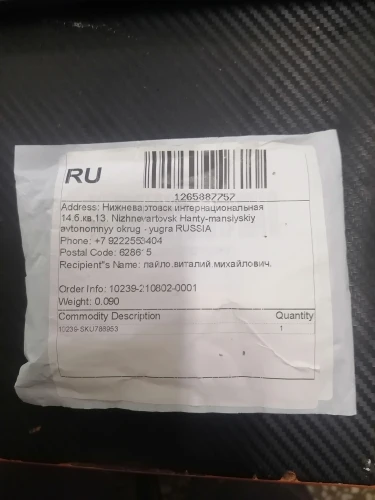 RU
1265887757
Address: Нижневартовск интернациональная
14.б.кв.13, Nizhnevartovsk Hanty-mansiyskiy
avtonomnyy okrug - yugra RUSSIA
Phone: +7 9222553404
Postal Code: 628615
Recipient"s Name: пайло.виталий.михайлович.
Order Info: 10239-210802-0001
Weight: 0.090
Commodity Description Quantity
10239-SKU788953 1